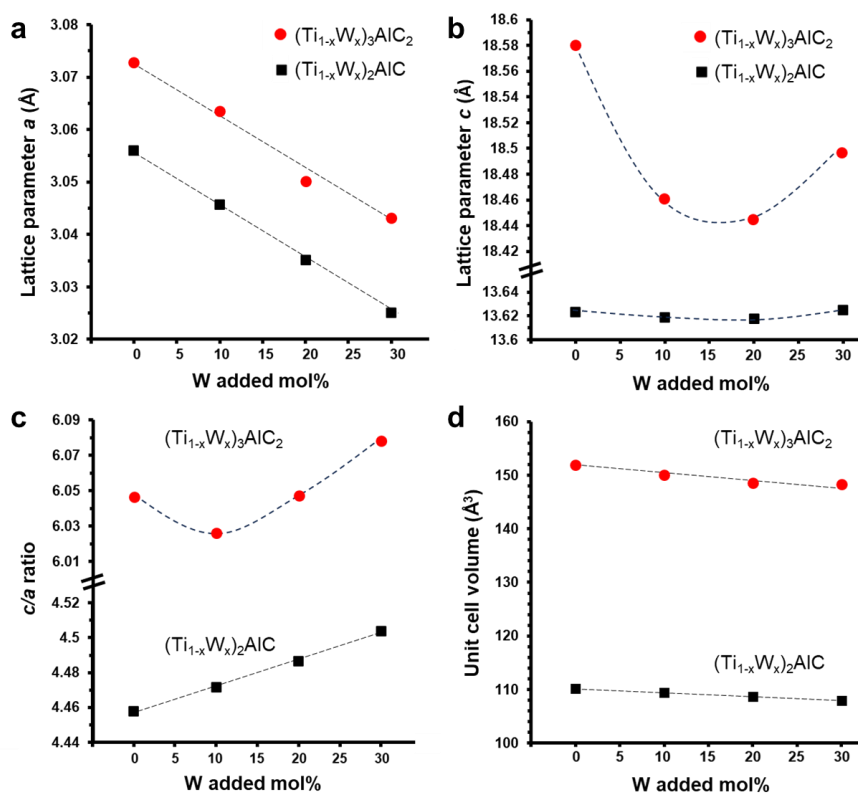 a
(Ti₁₋ₓWₓ)₃AlC₂
(Ti₁₋ₓWₓ)₂AlC
Lattice parameter a (Å)
3.08
3.07
3.06
3.05
3.04
3.03
3.02
0 5 10 15 20 25 30
W added mol%
b
(Ti₁₋ₓWₓ)₃AlC₂
(Ti₁₋ₓWₓ)₂AlC
Lattice parameter c (Å)
18.6
18.58
18.56
18.54
18.52
18.5
18.48
18.46
18.44
18.42
13.64
13.62
13.6
0 5 10 15 20 25 30
W added mol%
c
(Ti₁₋ₓWₓ)₃AlC₂
(Ti₁₋ₓWₓ)₂AlC
c/a ratio
6.09
6.07
6.05
6.03
6.01
4.52
4.5
4.48
4.46
4.44
0 5 10 15 20 25 30
W added mol%
d
(Ti₁₋ₓWₓ)₃AlC₂
(Ti₁₋ₓWₓ)₂AlC
Unit cell volume (Å³)
160
150
140
130
120
110
100
0 5 10 15 20 25 30
W added mol%